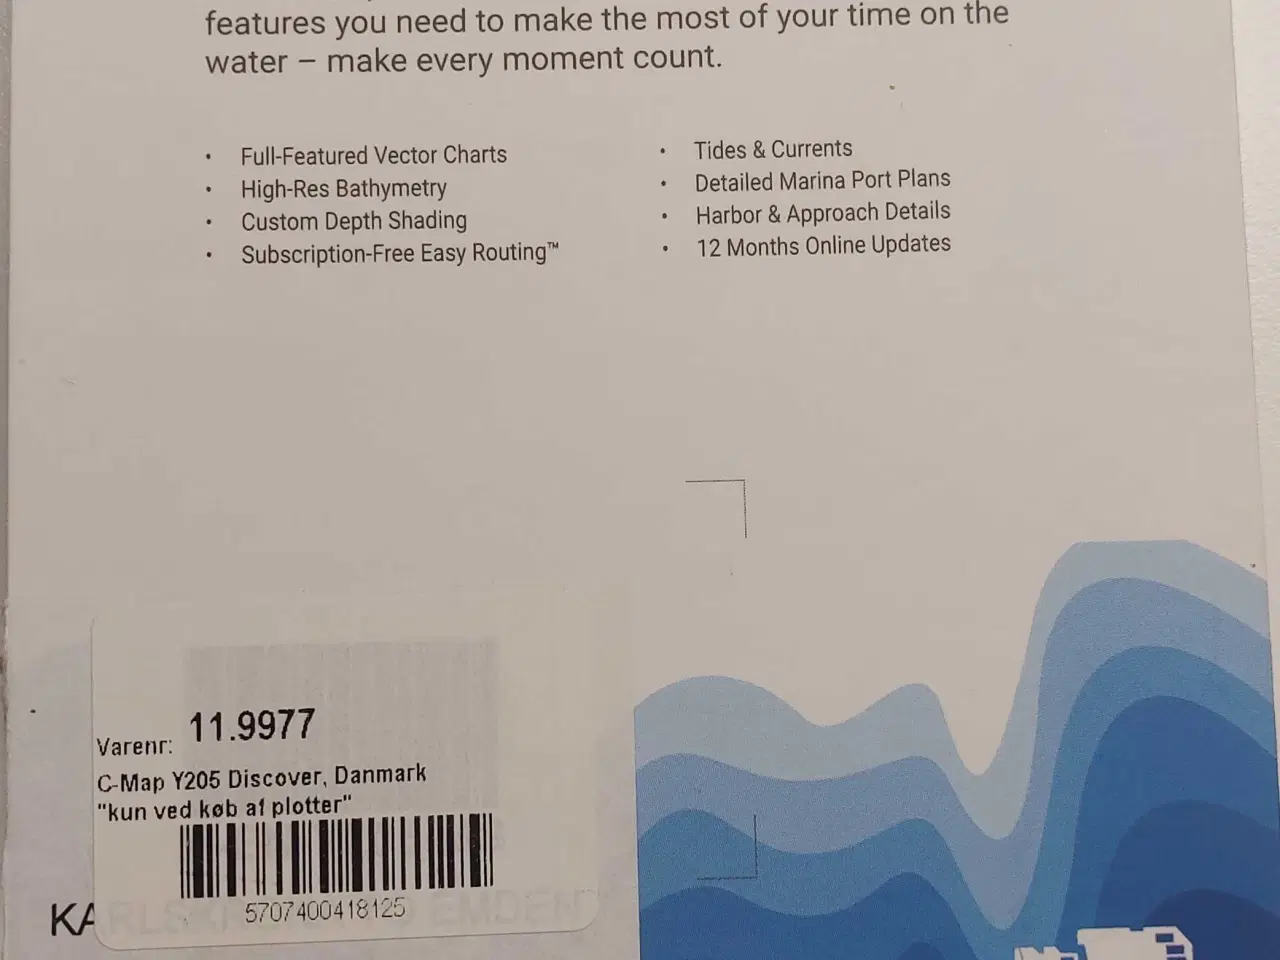 features you need to make the most of your time on the
water – make every moment count.
• Full-Featured Vector Charts
• High-Res Bathymetry
• Custom Depth Shading
• Subscription-Free Easy Routing™
• Tides & Currents
• Detailed Marina Port Plans
• Harbor & Approach Details
• 12 Months Online Updates
Varenr: 11.9977
C-Map Y205 Discover, Danmark
"kun ved køb af plotter"
5707400418125
KARLSKRONA TO EMDEN